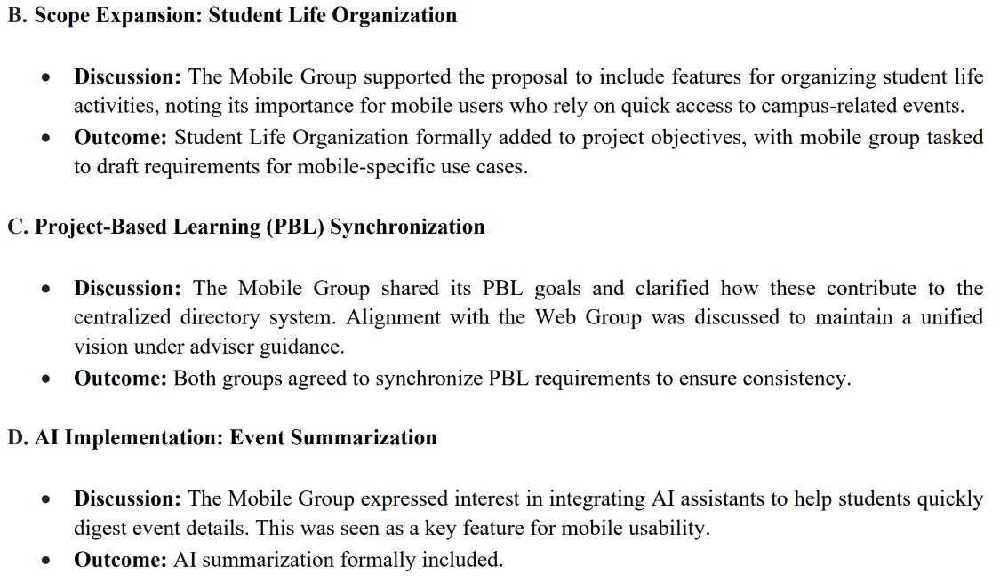 B. Scope Expansion: Student Life Organization
• Discussion: The Mobile Group supported the proposal to include features for organizing student life
activities, noting its importance for mobile users who rely on quick access to campus-related events.
• Outcome: Student Life Organization formally added to project objectives, with mobile group tasked
to draft requirements for mobile-specific use cases.
C. Project-Based Learning (PBL) Synchronization
• Discussion: The Mobile Group shared its PBL goals and clarified how these contribute to the
centralized directory system. Alignment with the Web Group was discussed to maintain a unified
vision under adviser guidance.
• Outcome: Both groups agreed to synchronize PBL requirements to ensure consistency.
D. AI Implementation: Event Summarization
• Discussion: The Mobile Group expressed interest in integrating AI assistants to help students quickly
digest event details. This was seen as a key feature for mobile usability.
• Outcome: AI summarization formally included.